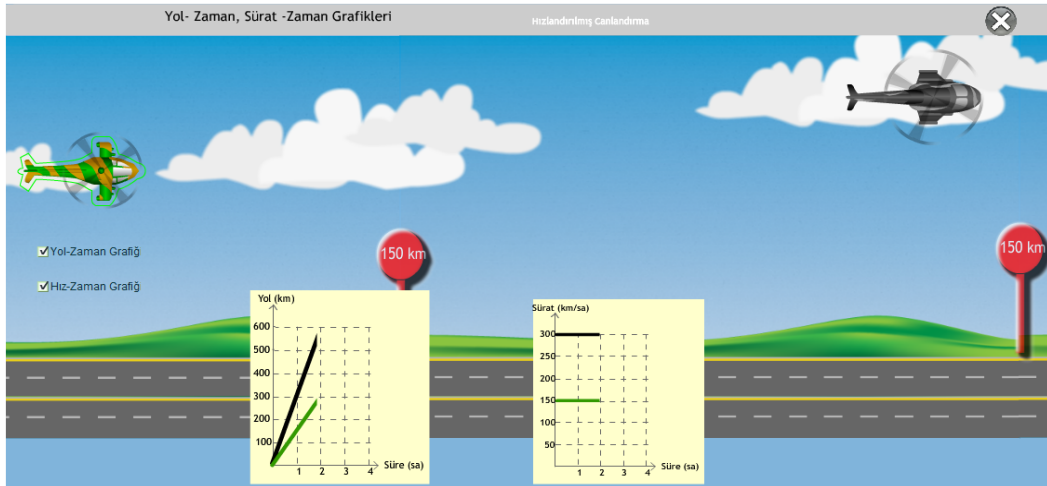 Yol- Zaman, Sürat -Zaman Grafikleri
Hızlandırılmış Canlandırma
150 km
150 km
Yol-Zaman Grafiğ
Hız-Zaman Grafiğ
Yol (km)
600
500
400
300
200
100
1 2 3 4 Süre (sa)
Sürat (km/sa)
300
250
200
150
100
50
1 2 3 4 Süre (sa)